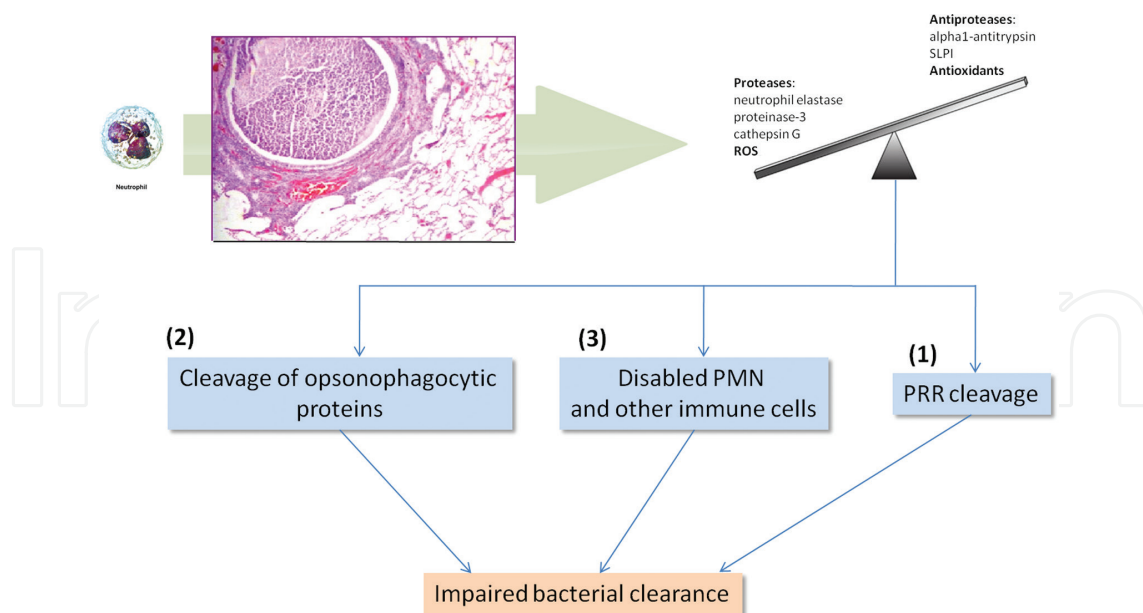 Neutrophil
Antiproteases:
alpha1-antitrypsin
SLPI
Antioxidants
Proteases:
neutrophil elastase
proteinase-3
cathepsin G
ROS
(2)
Cleavage of opsonophagocytic
proteins
(3)
Disabled PMN
and other immune cells
(1)
PRR cleavage
Impaired bacterial clearance